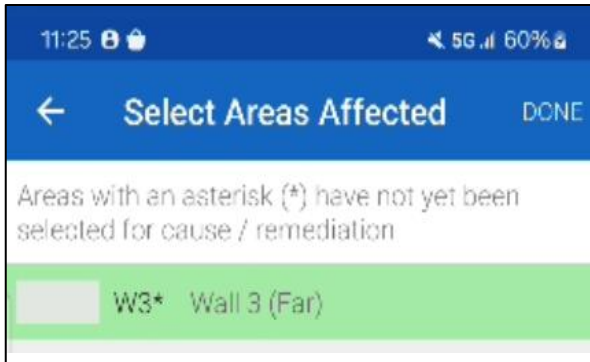 11:25 5G 60%
Select Areas Affected DONE
Areas with an asterisk (*) have not yet been
selected for cause / remediation
W3* Wall 3 (Far)